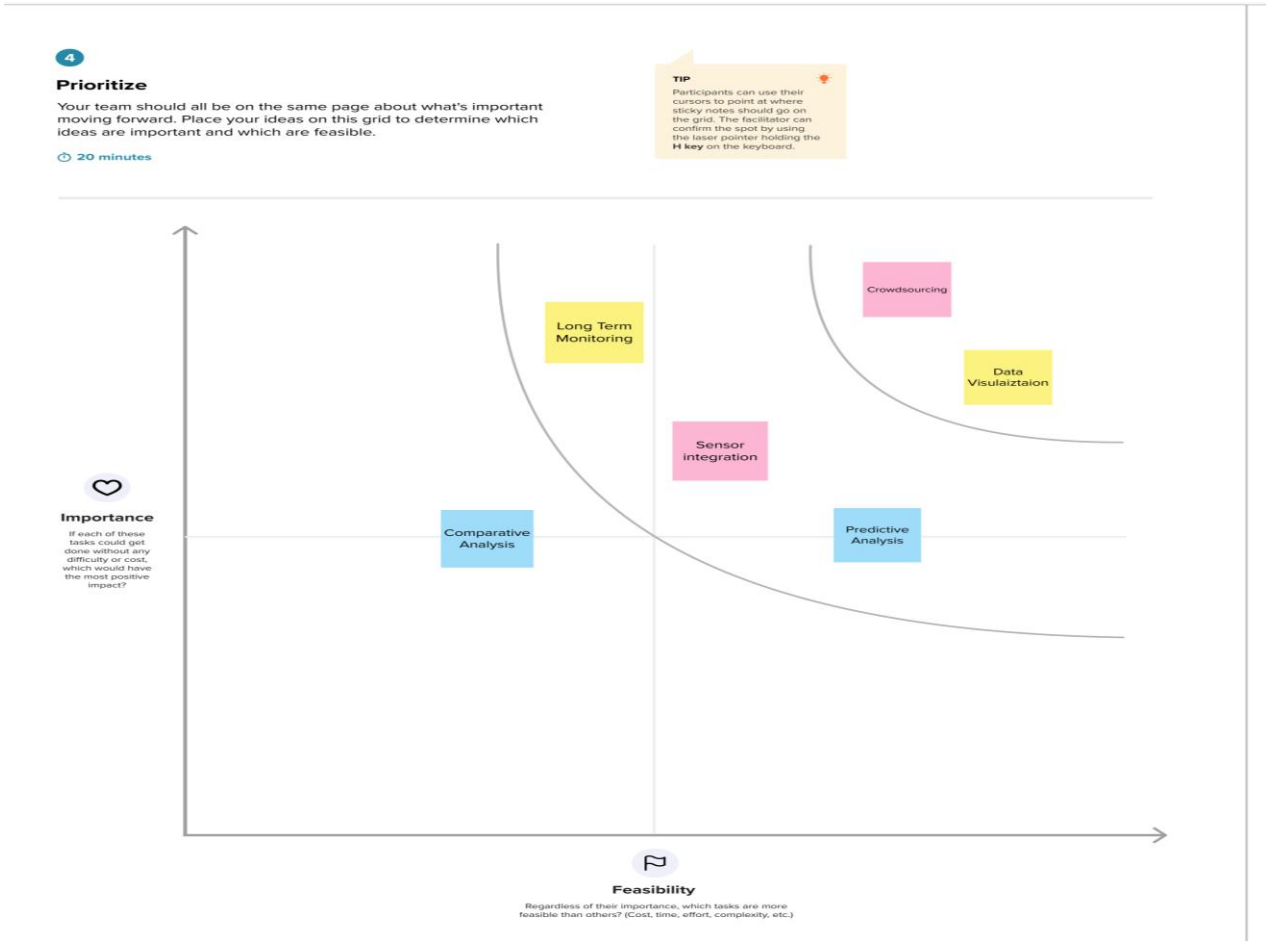 4
Prioritize
Your team should all be on the same page about what's important
moving forward. Place your ideas on this grid to determine which
ideas are important and which are feasible.
20 minutes
TIP
Participants can use their
cursors to point at where
sticky notes should go on
the grid. The facilitator can
confirm the spot by using
the laser pointer holding the
H key on the keyboard.
Crowdsourcing
Long Term
Monitoring
Data
Visulaiztaion
Sensor
integration
Comparative
Analysis
Predictive
Analysis
Importance
If each of these
tasks could get
done without any
difficulty or cost,
which would have
the most positive
impact?
Feasibility
Regardless of their importance, which tasks are more
feasible than others? (Cost, time, effort, complexity, etc.)